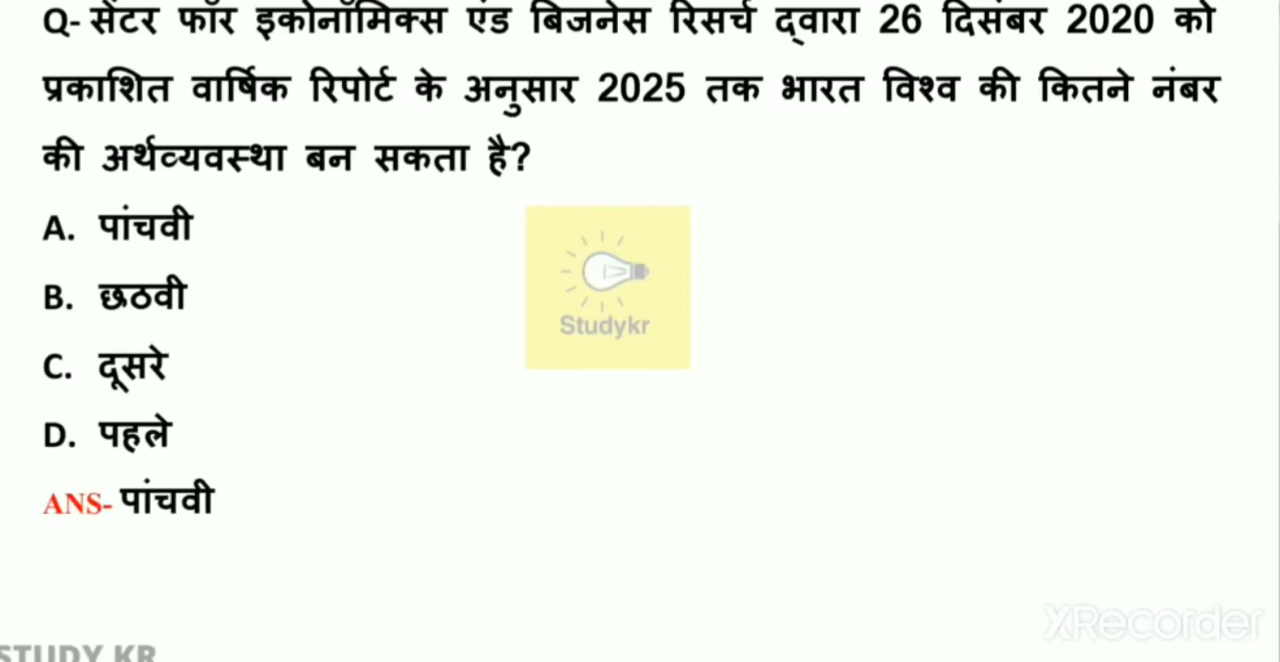 Q- सेंटर फॉर इकोनॉमिक्स एंड बिजनेस रिसर्च द्वारा 26 दिसंबर 2020 को
प्रकाशित वार्षिक रिपोर्ट के अनुसार 2025 तक भारत विश्व की कितने नंबर
की अर्थव्यवस्था बन सकता है?
A. पांचवी
B. छठवी
Studykr
C. दूसरे
D. पहले
ANS- पांचवी
XRecorder
STUDY KR